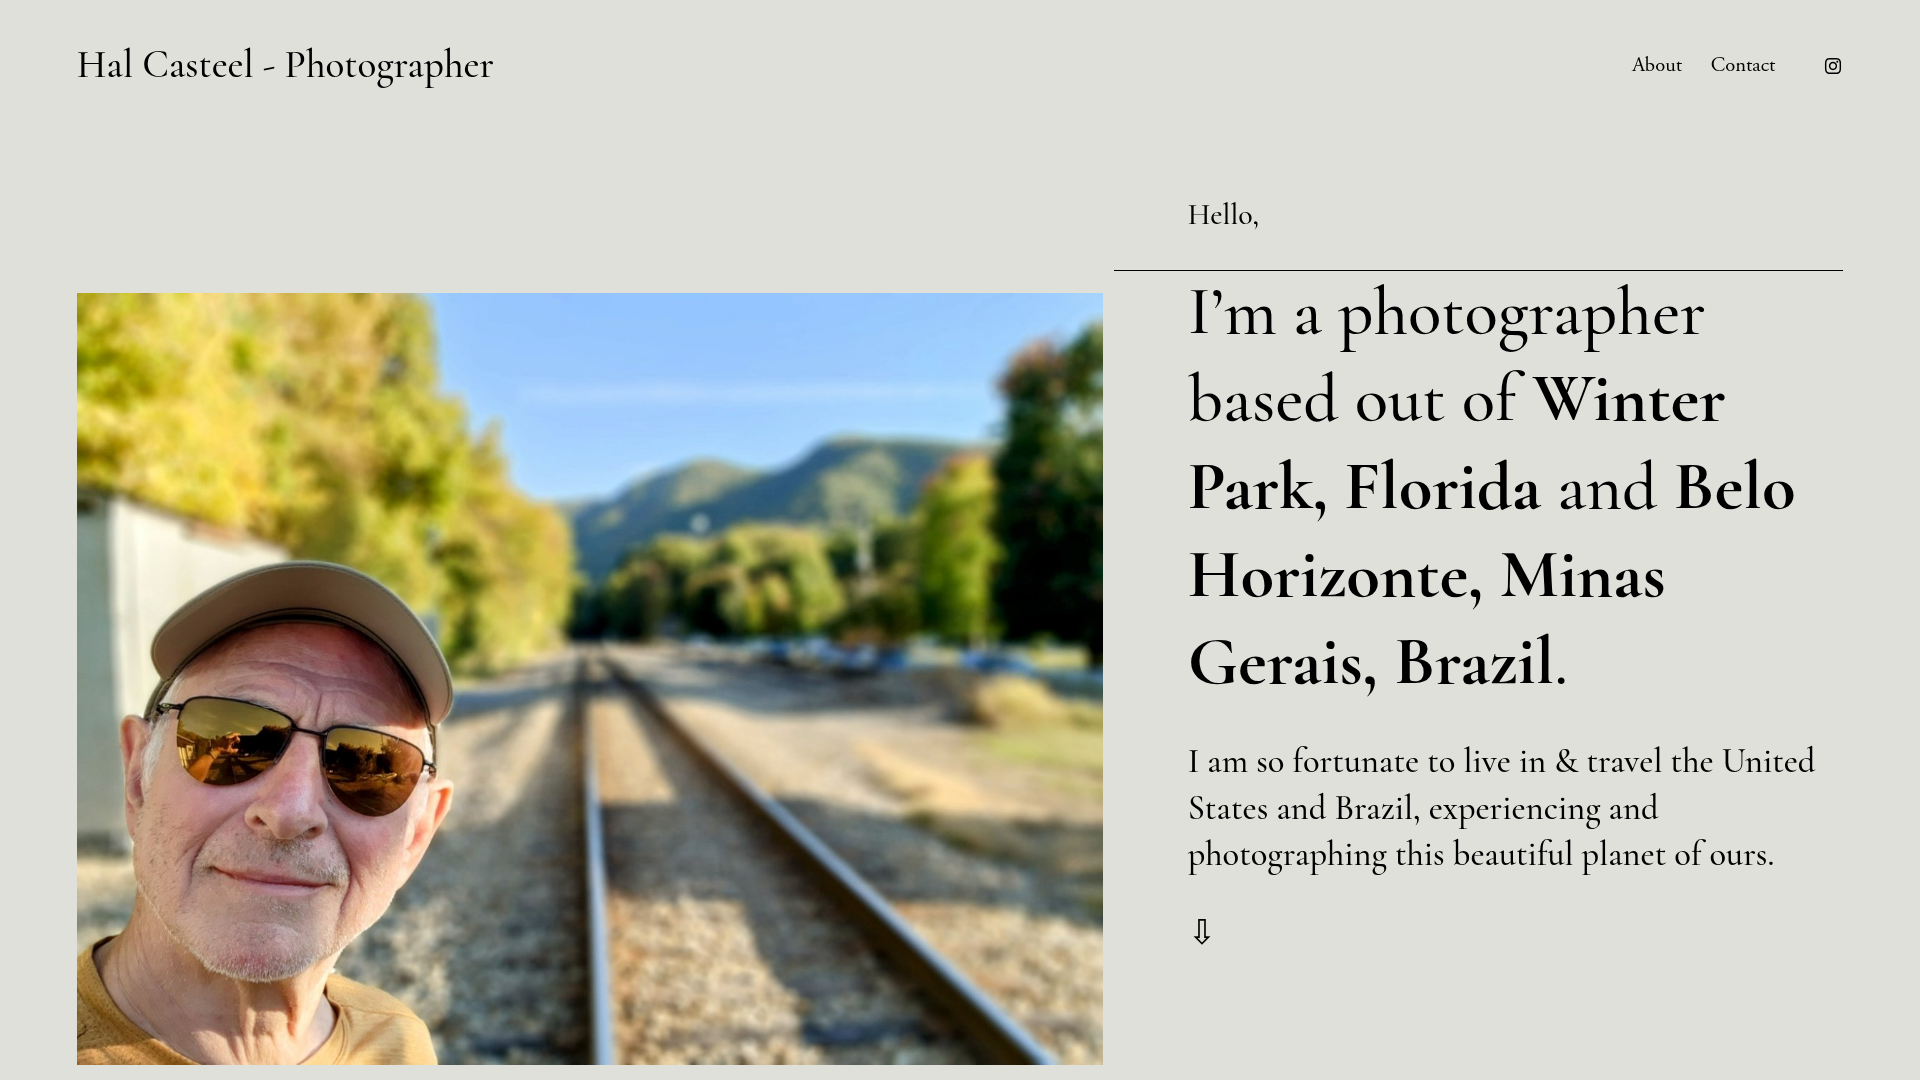 Hal Casteel - Photographer
About
Contact
Hello,
I’m a photographer
based out of Winter
Park, Florida and Belo
Horizonte, Minas
Gerais, Brazil.
I am so fortunate to live in & travel the United
States and Brazil, experiencing and
photographing this beautiful planet of ours.
⇩